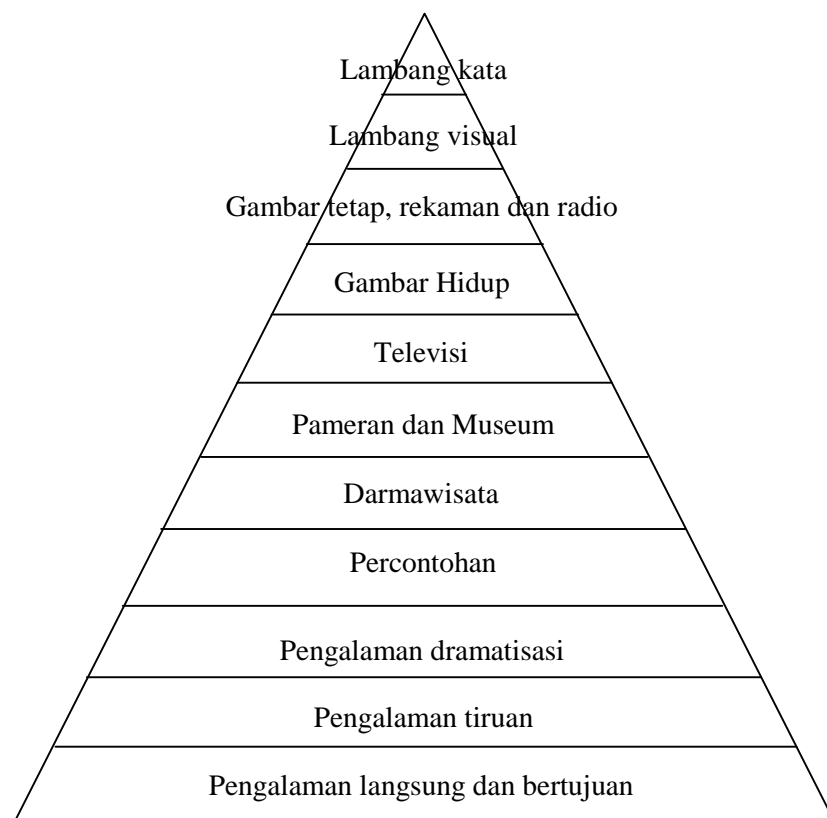 Lambang kata
Lambang visual
Gambar tetap, rekaman dan radio
Gambar Hidup
Televisi
Pameran dan Museum
Darmawisata
Percontohan
Pengalaman dramatisasi
Pengalaman tiruan
Pengalaman langsung dan bertujuan